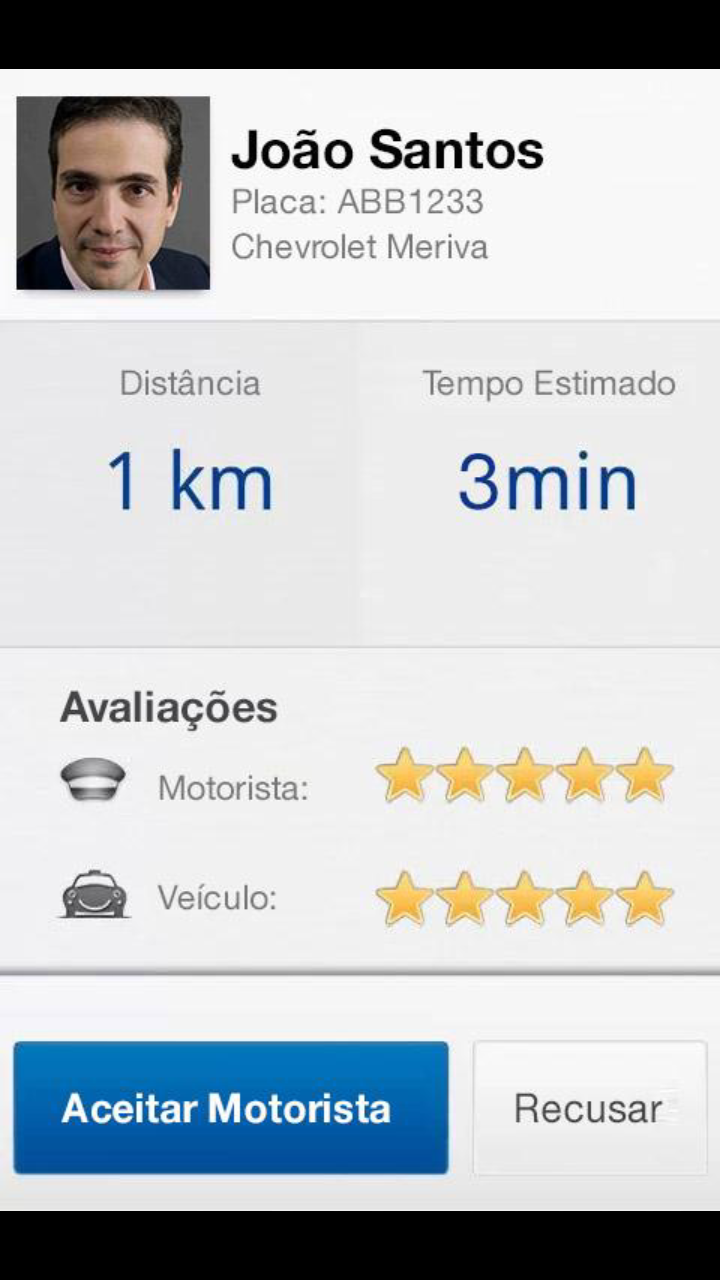 João Santos
Placa: ABB1233
Chevrolet Meriva
Distância
Tempo Estimado
1 km
3min
Avaliações
Motorista:
Veículo:
Aceitar Motorista
Recusar